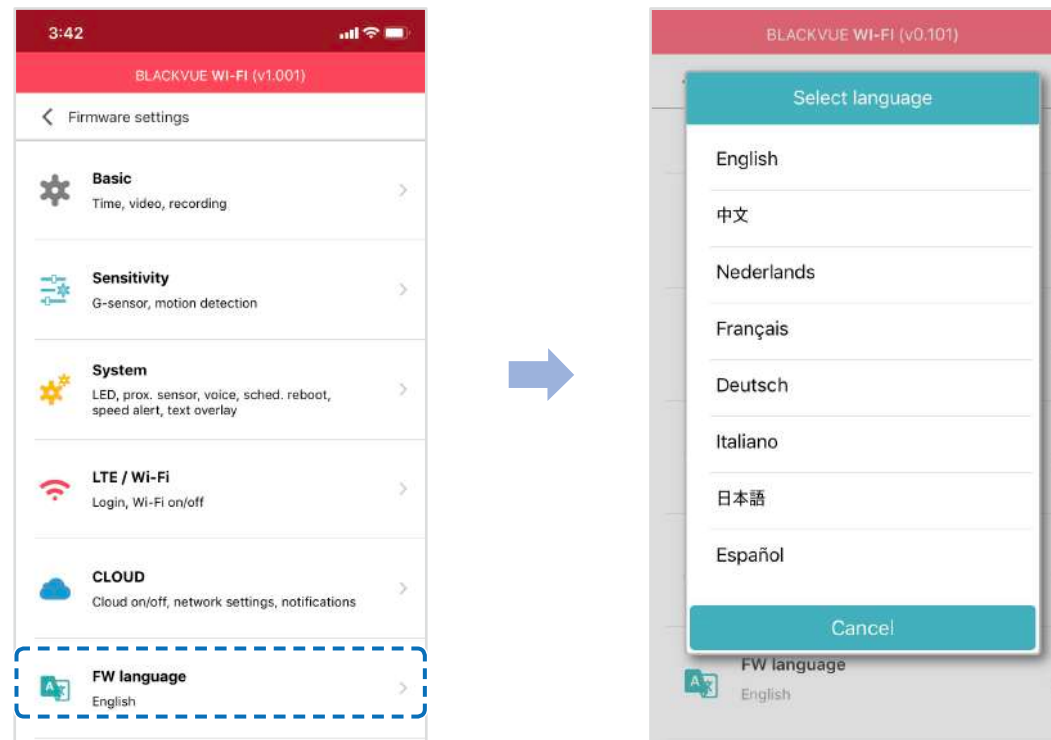 3:42
BLACKVUE WI-FI (v1.001)
Firmware settings
Basic
Time, video, recording
Sensitivity
G-sensor, motion detection
System
LED, prox. sensor, voice, sched. reboot,
speed alert, text overlay
LTE / Wi-Fi
Login, Wi-Fi on/off
CLOUD
Cloud on/off, network settings, notifications
FW language
English
BLACKVUE WI-FI (v0.101)
Select language
English
中文
Nederlands
Français
Deutsch
Italiano
日本語
Español
Cancel
FW language
English